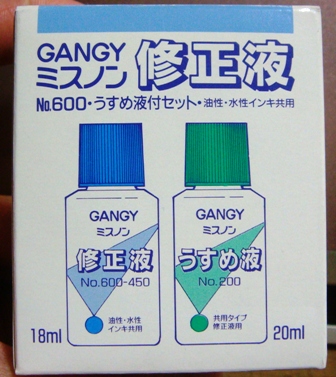 GANGY
ミスノン
修正液
No.600・うすめ液付セット・油性・水性インキ共用
GANGY
ミスノン
修正液
No.600-450
油性・水性
インキ共用
18ml
GANGY
ミスノン
うすめ液
No.200
共用タイプ
修正液用
20ml